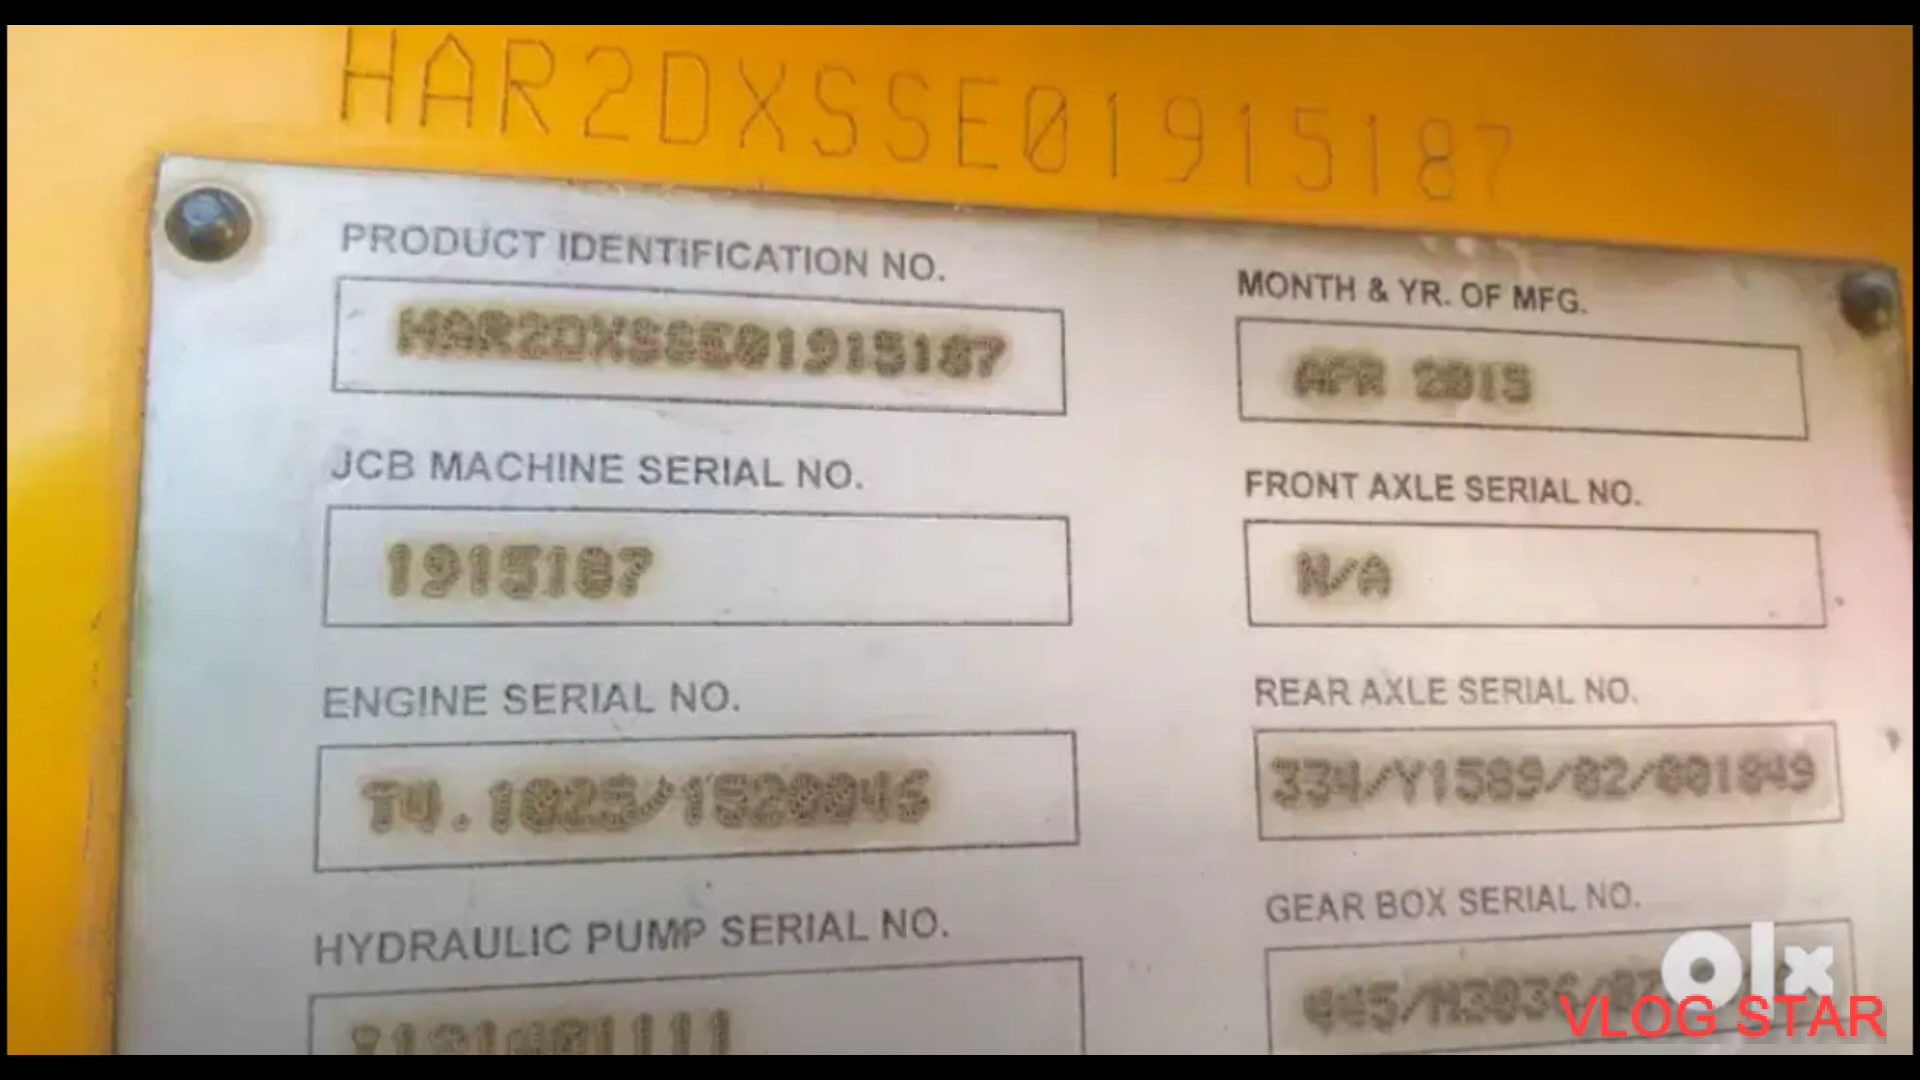 HAR2DXSSE01915187
PRODUCT IDENTIFICATION NO.
HAR2DXSSE01915187
MONTH & YR. OF MFG.
APR 2015
JCB MACHINE SERIAL NO.
1915187
FRONT AXLE SERIAL NO.
N/A
ENGINE SERIAL NO.
REAR AXLE SERIAL NO.
334/Y1589/02/001049
HYDRAULIC PUMP SERIAL NO.
GEAR BOX SERIAL NO.
olx
VLOG STAR